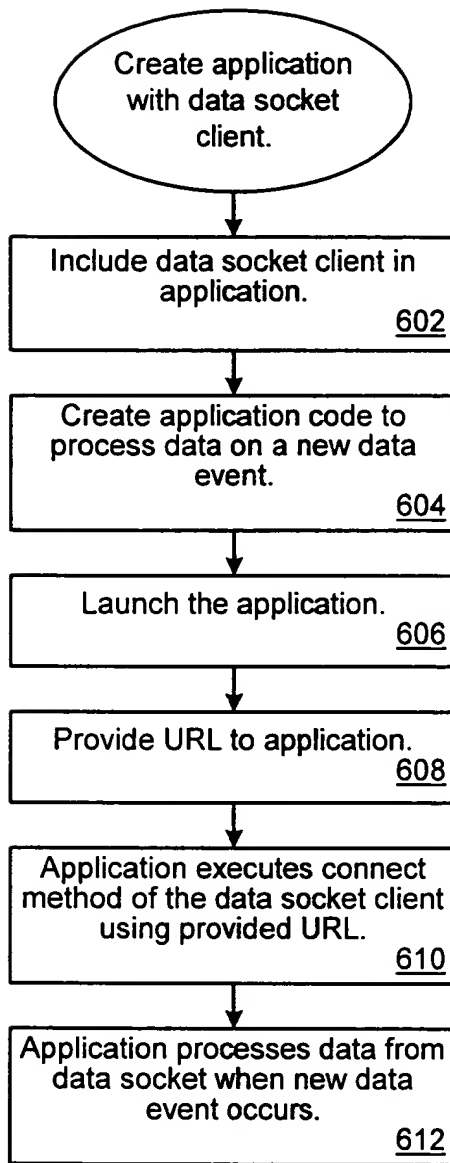 Create application
with data socket
client.
Include data socket client in
application.
602
Create application code to
process data on a new data
event.
604
Launch the application.
606
Provide URL to application.
608
Application executes connect
method of the data socket client
using provided URL.
610
Application processes data from
data socket when new data
event occurs.
612